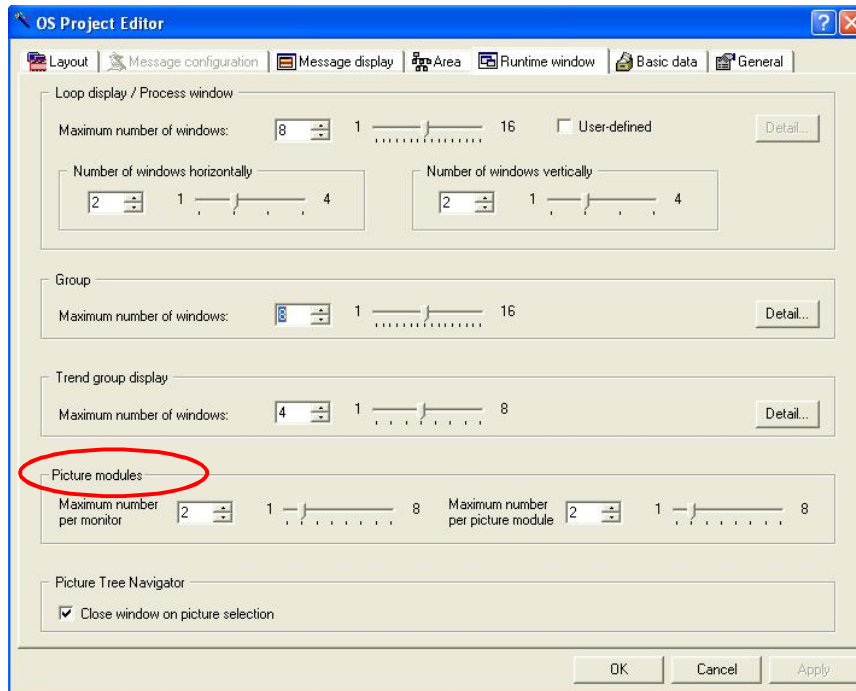 OS Project Editor
Layout Message configuration Message display Area Runtime window Basic data General
Loop display / Process window
Maximum number of windows: 8 1 16 User-defined Detail...
Number of windows horizontally Number of windows vertically
2 1 4 2 1 4
Group
Maximum number of windows: 8 1 16 Detail...
Trend group display
Maximum number of windows: 4 1 8 Detail...
Picture modules
Maximum number per monitor 2 1 8 Maximum number per picture module 2 1 8
Picture Tree Navigator
Close window on picture selection
OK Cancel Apply